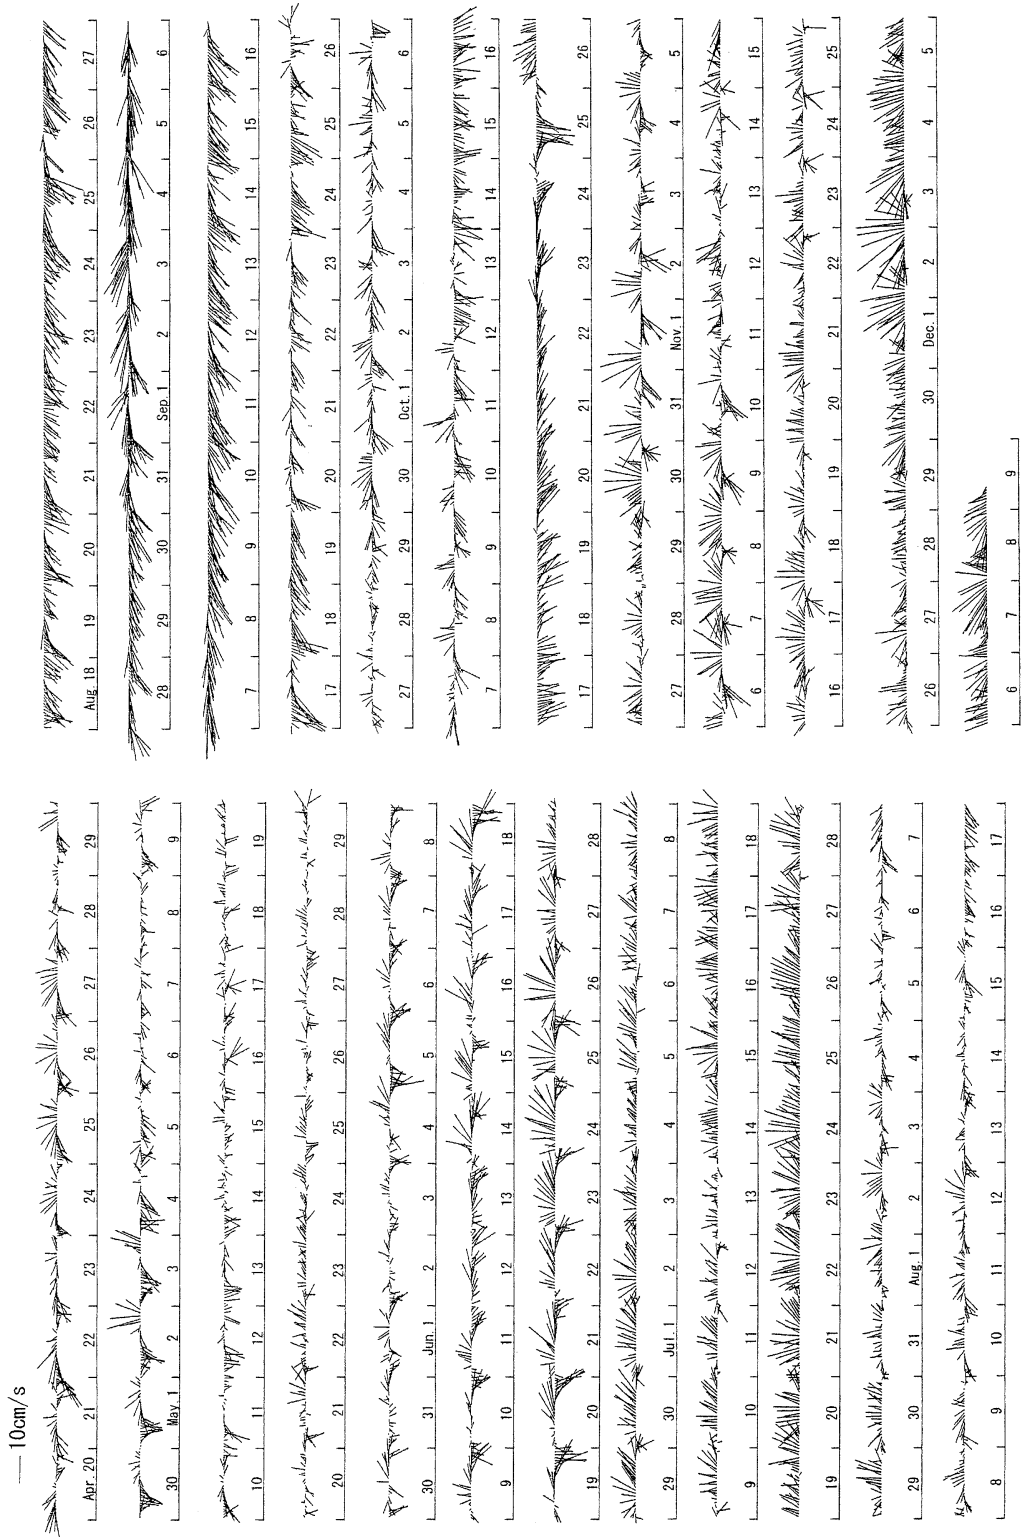 10cm/s
Apr. 20 21 22 23 24 25 26 27 28 29
30 May. 1 2 3 4 5 6 7 8 9
10 11 12 13 14 15 16 17 18 19
20 21 22 23 24 25 26 27 28 29
30 31 Jun. 1 2 3 4 5 6 7 8
9 10 11 12 13 14 15 16 17 18
19 20 21 22 23 24 25 26 27 28
29 30 Jul. 1 2 3 4 5 6 7 8
9 10 11 12 13 14 15 16 17 18
19 20 21 22 23 24 25 26 27 28
29 30 31 Aug. 1 2 3 4 5 6 7
8 9 10 11 12 13 14 15 16 17
Aug. 18 19 20 21 22 23 24 25 26 27
28 29 30 31 Sep. 1 2 3 4 5 6
7 8 9 10 11 12 13 14 15 16
17 18 19 20 21 22 23 24 25 26
27 28 29 30 Oct. 1 2 3 4 5 6
7 8 9 10 11 12 13 14 15 16
17 18 19 20 21 22 23 24 25 26
27 28 29 30 31 Nov. 1 2 3 4 5
6 7 8 9 10 11 12 13 14 15
16 17 18 19 20 21 22 23 24 25
26 27 28 29 30 Dec. 1 2 3 4 5
6 7 8 9